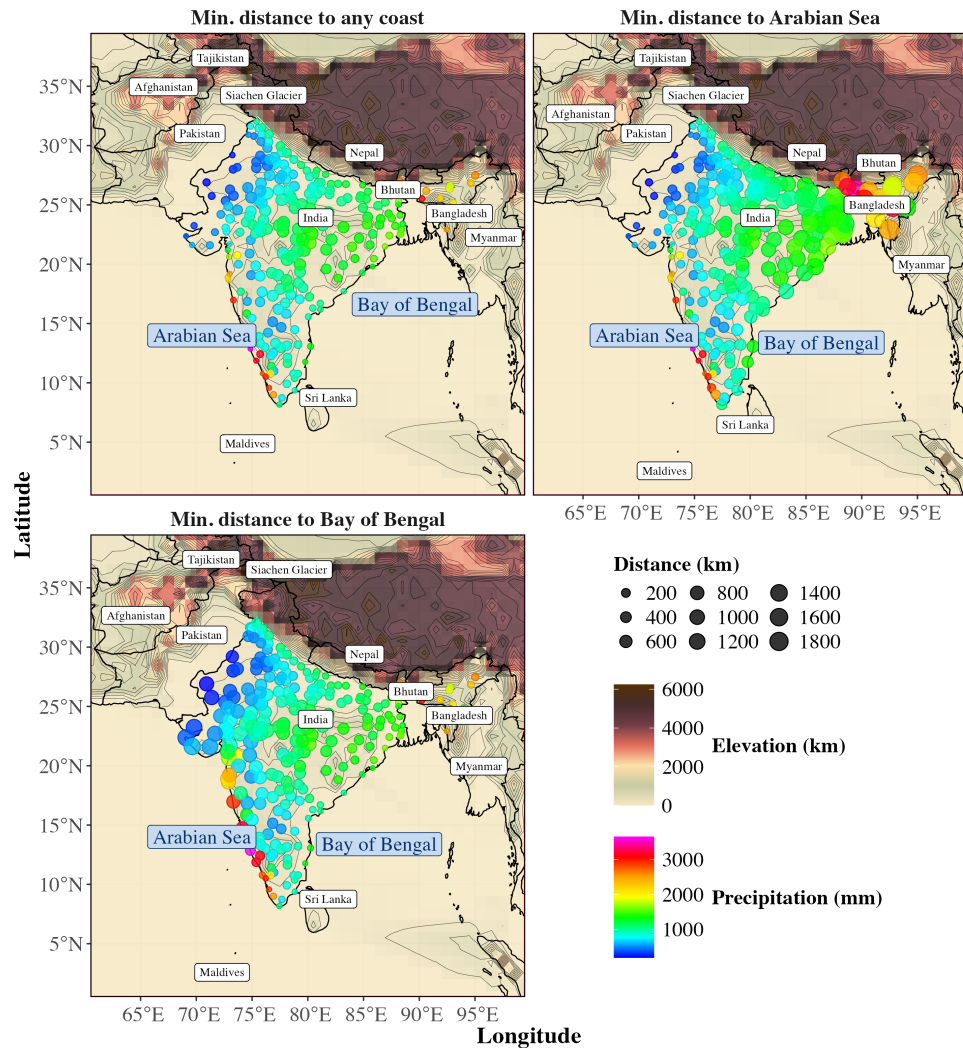 Min. distance to any coast
Min. distance to Arabian Sea
Tajikistan
Afghanistan
Siachen Glacier
Pakistan
Nepal
Bhutan
India
Bangladesh
Myanmar
Bay of Bengal
Arabian Sea
Sri Lanka
Maldives
35°N
30°N
25°N
20°N
15°N
10°N
5°N
Tajikistan
Siachen Glacier
Afghanistan
Pakistan
Nepal
Bhutan
Bangladesh
India
Myanmar
Arabian Sea
Bay of Bengal
Sri Lanka
Maldives
65°E 70°E 75°E 80°E 85°E 90°E 95°E
Latitude
Min. distance to Bay of Bengal
Tajikistan
Siachen Glacier
Afghanistan
Pakistan
Nepal
Bhutan
Bangladesh
India
Myanmar
Arabian Sea
Bay of Bengal
Sri Lanka
Maldives
35°N
30°N
25°N
20°N
15°N
10°N
5°N
65°E 70°E 75°E 80°E 85°E 90°E 95°E
Longitude
Distance (km)
200 800 1400
400 1000 1600
600 1200 1800
6000
4000
2000
0
Elevation (km)
3000
2000
1000
Precipitation (mm)